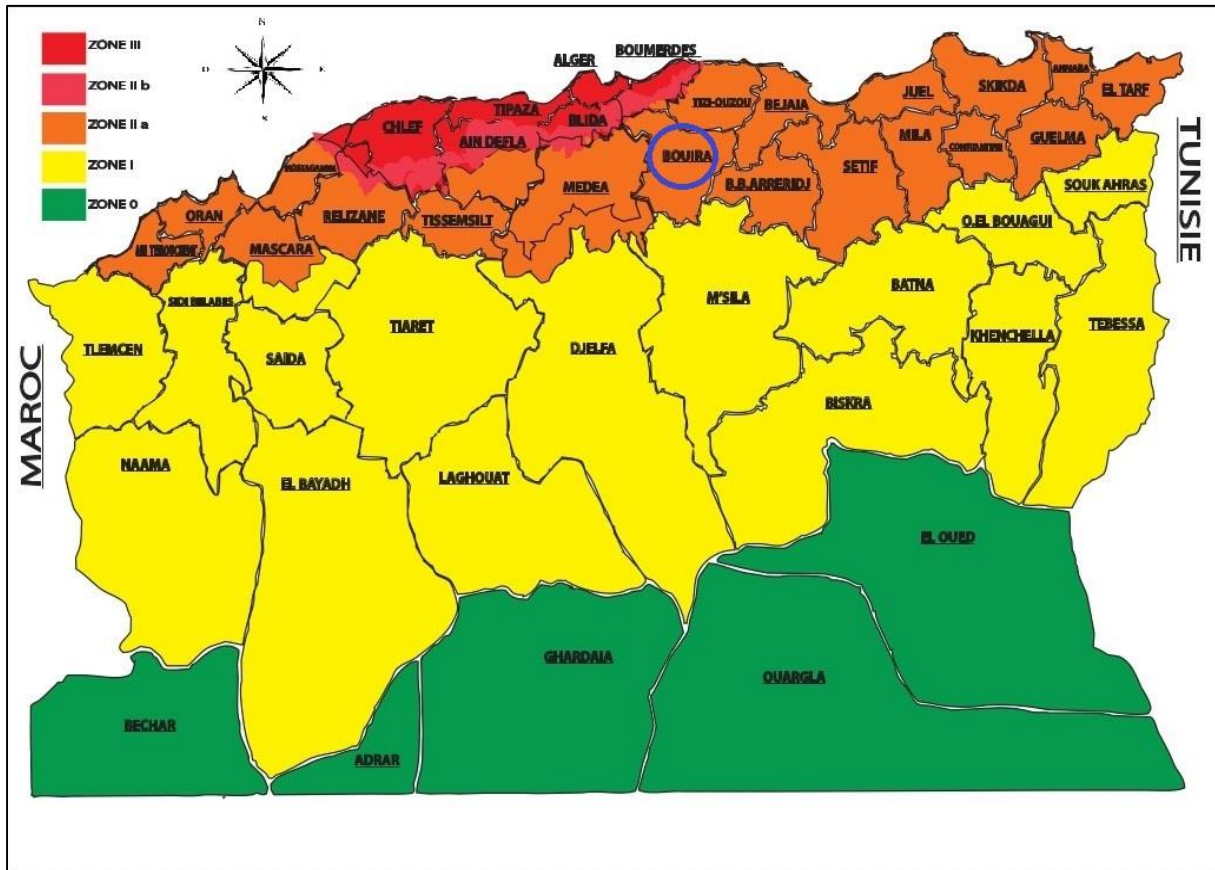 ZONE III
ZONE II b
ZONE II a
ZONE I
ZONE 0
N
O
E
ALGER
BOUMERDES
TIPAZA
BLIDA
CHLEF
AIN DEFLA
TIZI-OUZOU
BEJAIA
JIJEL
SKIKDA
ANNABA
EL TARF
BOUIRA
MILA
CONSTANTINE
GUELMA
SETIF
B.B.ARRERIDJ
MEDEA
SOUK AHRAS
ORAN
RELIZANE
TISSEMSILT
O.EL BOUAGUI
MASCARA
TUNISIE
SIDI BELABES
M'SILA
BATNA
TIARET
TEBESSA
TLEMCEN
SAIDA
DJELFA
KHENCHELLA
BISKRA
MAROC
NAAMA
EL BAYADH
LAGHOUAT
EL OUED
GHARDAIA
OUARGLA
BECHAR
ADRAR